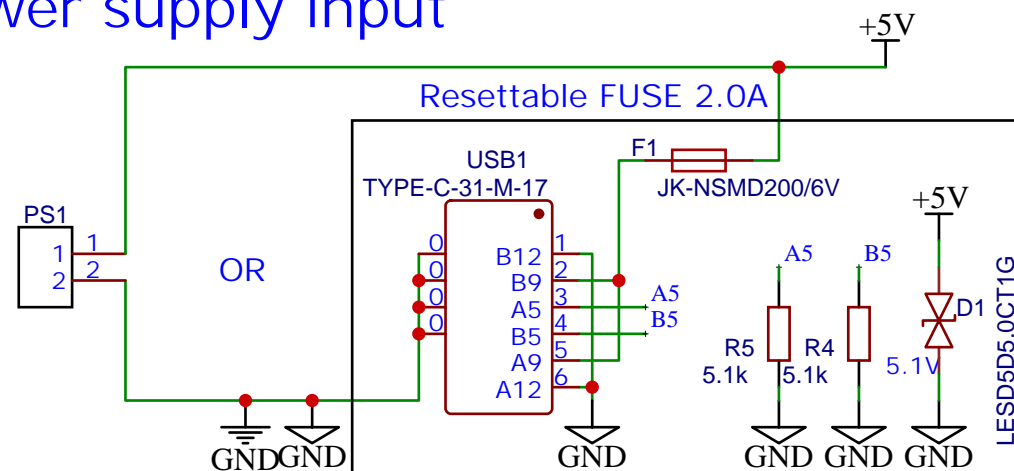 wer supply input
+5V
Resettable FUSE 2.0A
F1
JK-NSMD200/6V
USB1
TYPE-C-31-M-17
PS1
1 1
2 2
OR
0 B12 1
0 B9 2
0 A5 3 A5
0 B5 4 B5
A9 5
A12 6
A5
B5
R5
5.1k
R4
5.1k
+5V
D1
5.1V
LESD5D5.0CT1G
GND
GND
GND
GND
GND
GND